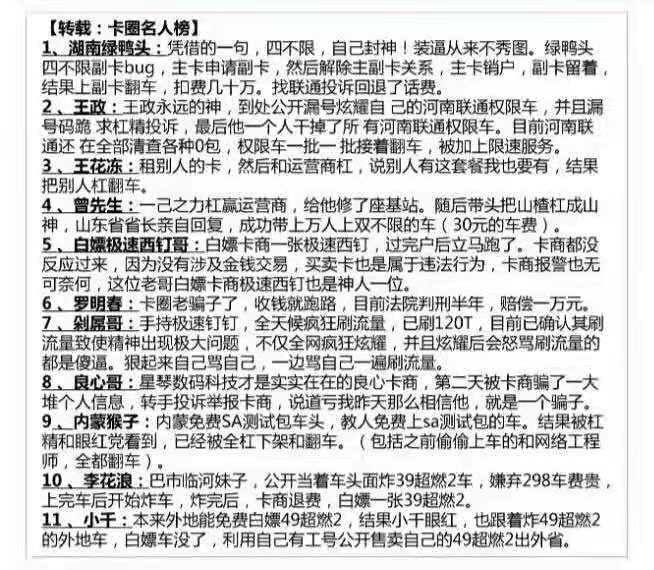 【转载：卡圈名人榜】
1、湖南绿鸭头：凭借的一句，四不限，自己封神！装逼从来不秀图。绿鸭头
四不限副卡bug，主卡申请副卡，然后解除主副卡关系，主卡销户，副卡留着，
结果上副卡翻车，扣费几十万。找联通投诉回退了话费。
2、王政：王政永远的神，到处公开漏号炫耀自 己的河南联通权限车，并且漏
号码跪 求杠精投诉，最后他一个人干掉了所 有河南联通权限车。目前河南联
通还 在全部清查各种0包，权限车一批一 批接着翻车，被加上限速服务。
3、王花冻：租别人的卡，然后和运营商杠，说别人有这套餐我也要有，结果
把别人杠翻车。
4、曾先生：一己之力杠赢运营商，给他修了座基站。随后带头把山楂杠成山
神，山东省省长亲自回复，成功带上万人上双不限的车（30元的车费）。
5、白嫖极速西钉哥：白嫖卡商一张极速西钉，过完户后立马跑了。卡商都没
反应过来，因为没有涉及金钱交易，买卖卡也是属于违法行为，卡商报警也无
可奈何，这位老哥白嫖卡商极速西钉也是神人一位。
6、罗明春：卡圈老骗子了，收钱就跑路，目前法院判刑半年，赔偿一万元。
7、剁屌哥：手持极速钉钉，全天候疯狂刷流量，已刷120T，目前已确认其刷
流量致使精神出现极大问题，不仅全网疯狂炫耀，并且炫耀后会怒骂刷流量的
都是傻逼。狠起来自己骂自己，一边骂自己一遍刷流量。
8、良心哥：星琴数码科技才是实实在在的良心卡商，第二天被卡商骗了一大
堆个人信息，转手投诉举报卡商，说道亏我昨天那么相信他，就是一个骗子。
9、内蒙猴子：内蒙免费SA测试包车头，教人免费上sa测试包的车。结果被杠
精和眼红党看到，已经被全杠下架和翻车。（包括之前偷偷上车的和网络工程
师，全都翻车）。
10、李花浪：巴市临河妹子，公开当着车头面炸39超燃2车，嫌弃298车费贵，
上完车后开始炸车，炸完后，卡商退费，白嫖一张39超燃2。
11、小干：本来外地能免费白嫖49超燃2，结果小干眼红，也跟着炸49超燃2
的外地车，白嫖车没了，利用自己有工号公开售卖自己的49超燃2出外省。